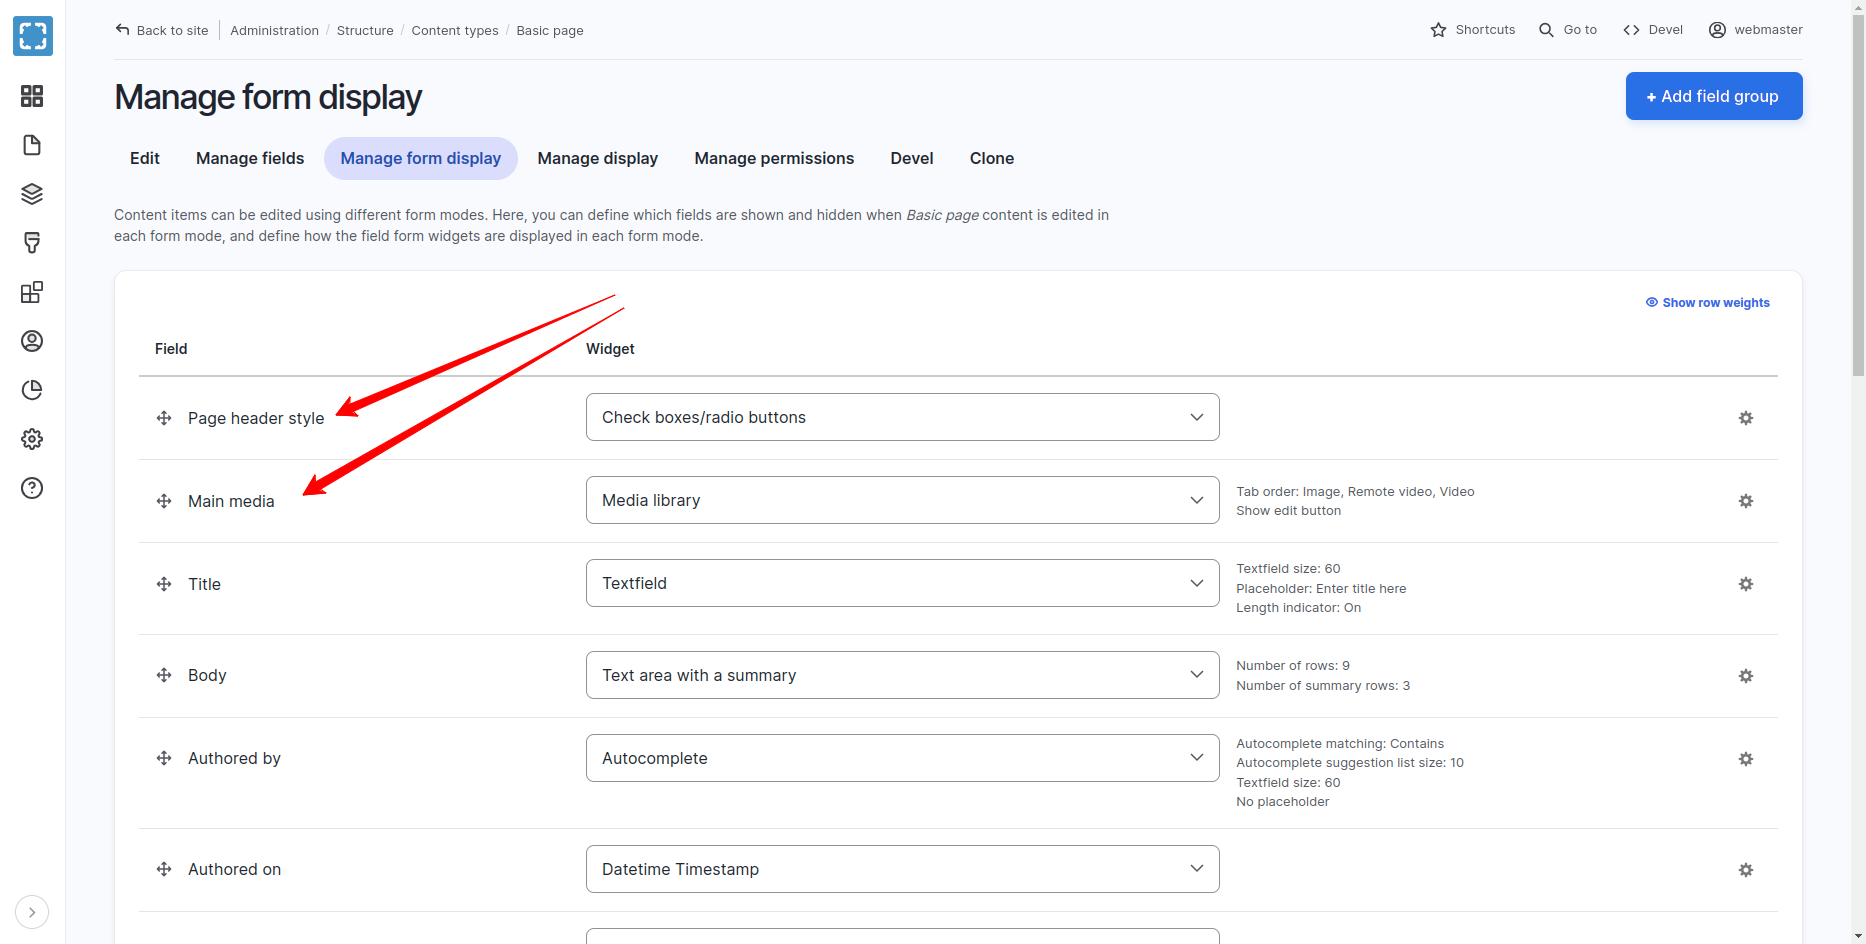 Back to site
Administration / Structure / Content types / Basic page
Shortcuts
Go to
Devel
webmaster
Manage form display
+ Add field group
Edit
Manage fields
Manage form display
Manage display
Manage permissions
Devel
Clone
Content items can be edited using different form modes. Here, you can define which fields are shown and hidden when Basic page content is edited in
each form mode, and define how the field form widgets are displayed in each form mode.
Show row weights
Field
Widget
Page header style
Check boxes/radio buttons
Main media
Media library
Tab order: Image, Remote video, Video
Show edit button
Title
Textfield
Textfield size: 60
Placeholder: Enter title here
Length indicator: On
Body
Text area with a summary
Number of rows: 9
Number of summary rows: 3
Authored by
Autocomplete
Autocomplete matching: Contains
Autocomplete suggestion list size: 10
Textfield size: 60
No placeholder
Authored on
Datetime Timestamp